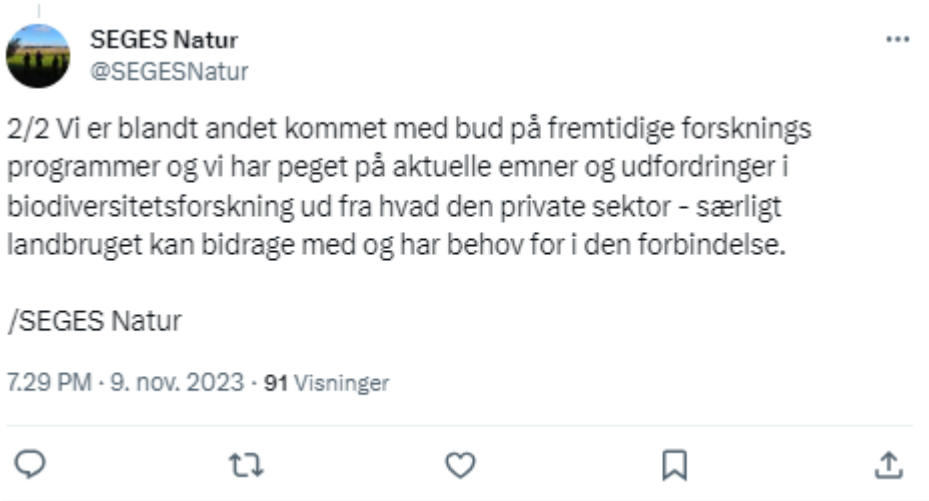 SEGES Natur
@SEGESNatur
2/2 Vi er blandt andet kommet med bud på fremtidige forsknings
programmer og vi har peget på aktuelle emner og udfordringer i
biodiversitetsforskning ud fra hvad den private sektor - særligt
landbruget kan bidrage med og har behov for i den forbindelse.
/SEGES Natur
7.29 PM · 9. nov. 2023 · 91 Visninger